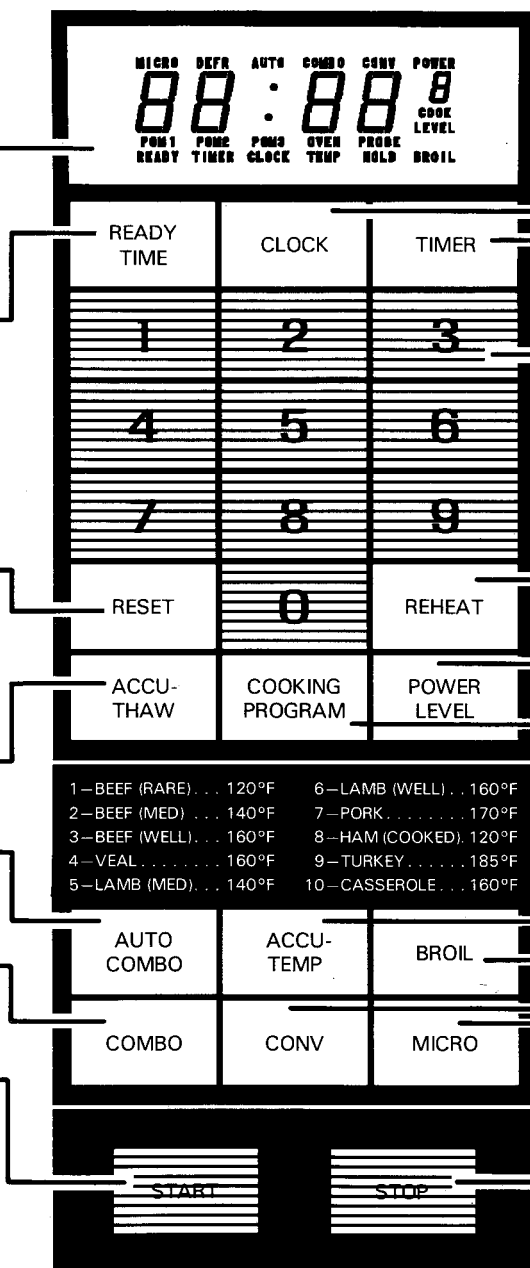 MICRO DEFR AUTO COMBO CONV POWER
88:88 8
COOK
LEVEL
PGM1 PGM2 PGM3 OVEN PROBE
READY TIMER CLOCK TEMP HOLD BROIL
READY
TIME
CLOCK
TIMER
1 2 3
4 5 6
7 8 9
RESET
0
REHEAT
ACCU-
THAW
COOKING
PROGRAM
POWER
LEVEL
1—BEEF (RARE)... 120°F
2—BEEF (MED) ... 140°F
3—BEEF (WELL)... 160°F
4—VEAL........ 160°F
5—LAMB (MED)... 140°F
6—LAMB (WELL).. 160°F
7—PORK........ 170°F
8—HAM (COOKED). 120°F
9—TURKEY...... 185°F
10—CASSEROLE... 160°F
AUTO
COMBO
ACCU-
TEMP
BROIL
COMBO
CONV
MICRO
START
STOP